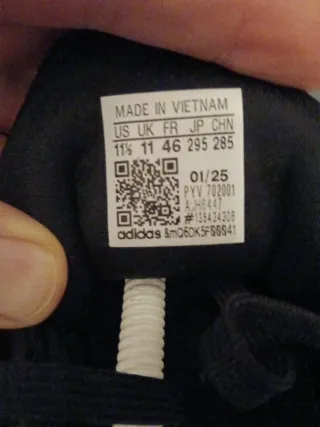 MADE IN VIETNAM
US UK FR JP CHN
11½ 11 46 295 285
01/25
PYV 702001
#138434308
adidas